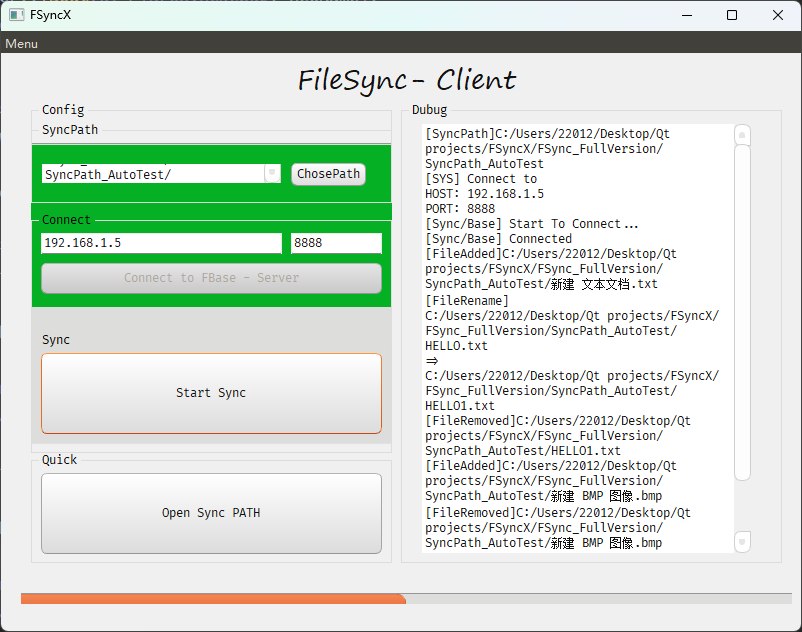 FSyncX
Menu
FileSync- Client
Config
SyncPath
SyncPath_AutoTest/
ChosePath
Connect
192.168.1.5
8888
Connect to FBase - Server
Sync
Start Sync
Quick
Open Sync PATH
Dubug
[SyncPath]C:/Users/22012/Desktop/Qt
projects/FSyncX/FSync_FullVersion/
SyncPath_AutoTest
[SYS] Connect to
HOST: 192.168.1.5
PORT: 8888
[Sync/Base] Start To Connect...
[Sync/Base] Connected
[FileAdded]C:/Users/22012/Desktop/Qt
projects/FSyncX/FSync_FullVersion/
SyncPath_AutoTest/新建 文本文档.txt
[FileRename]
C:/Users/22012/Desktop/Qt projects/FSyncX/
FSync_FullVersion/SyncPath_AutoTest/
HELLO.txt
=>
C:/Users/22012/Desktop/Qt projects/FSyncX/
FSync_FullVersion/SyncPath_AutoTest/
HELLO1.txt
[FileRemoved]C:/Users/22012/Desktop/Qt
projects/FSyncX/FSync_FullVersion/
SyncPath_AutoTest/HELLO1.txt
[FileAdded]C:/Users/22012/Desktop/Qt
projects/FSyncX/FSync_FullVersion/
SyncPath_AutoTest/新建 BMP 图像.bmp
[FileRemoved]C:/Users/22012/Desktop/Qt
projects/FSyncX/FSync_FullVersion/
SyncPath_AutoTest/新建 BMP 图像.bmp